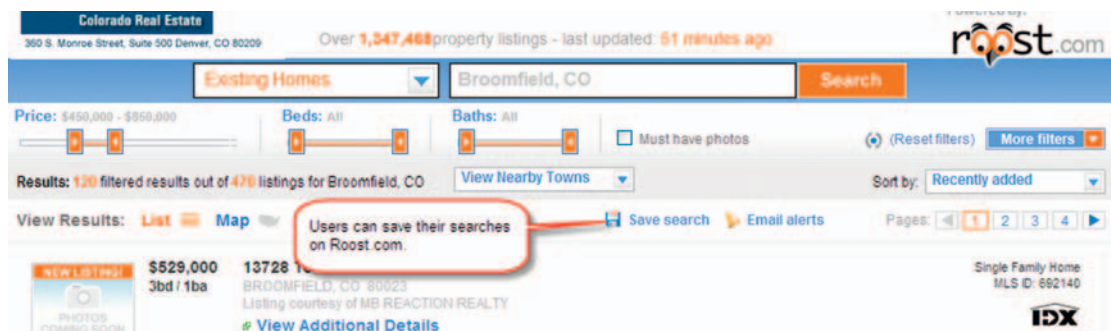 Colorado Real Estate
360 S. Monroe Street, Suite 500 Denver, CO 80209
Over 1,347,468 property listings - last updated: 51 minutes ago
Powered by:
roost.com
Existing Homes
Broomfield, CO
Search
Price: $450,000 - $850,000
Beds: All
Baths: All
Must have photos
(Reset filters)
More filters
Results: 120 filtered results out of 470 listings for Broomfield, CO
View Nearby Towns
Sort by: Recently added
View Results: List Map
Users can save their searches
on Roost.com.
Save search
Email alerts
Pages: 1 2 3 4
NEW LISTING!
PHOTOS
COMING SOON
$529,000
3bd / 1ba
13728
BROOMFIELD, CO 80023
Listing courtesy of MB REACTION REALTY
View Additional Details
Single Family Home
MLS ID: 692140
IDX